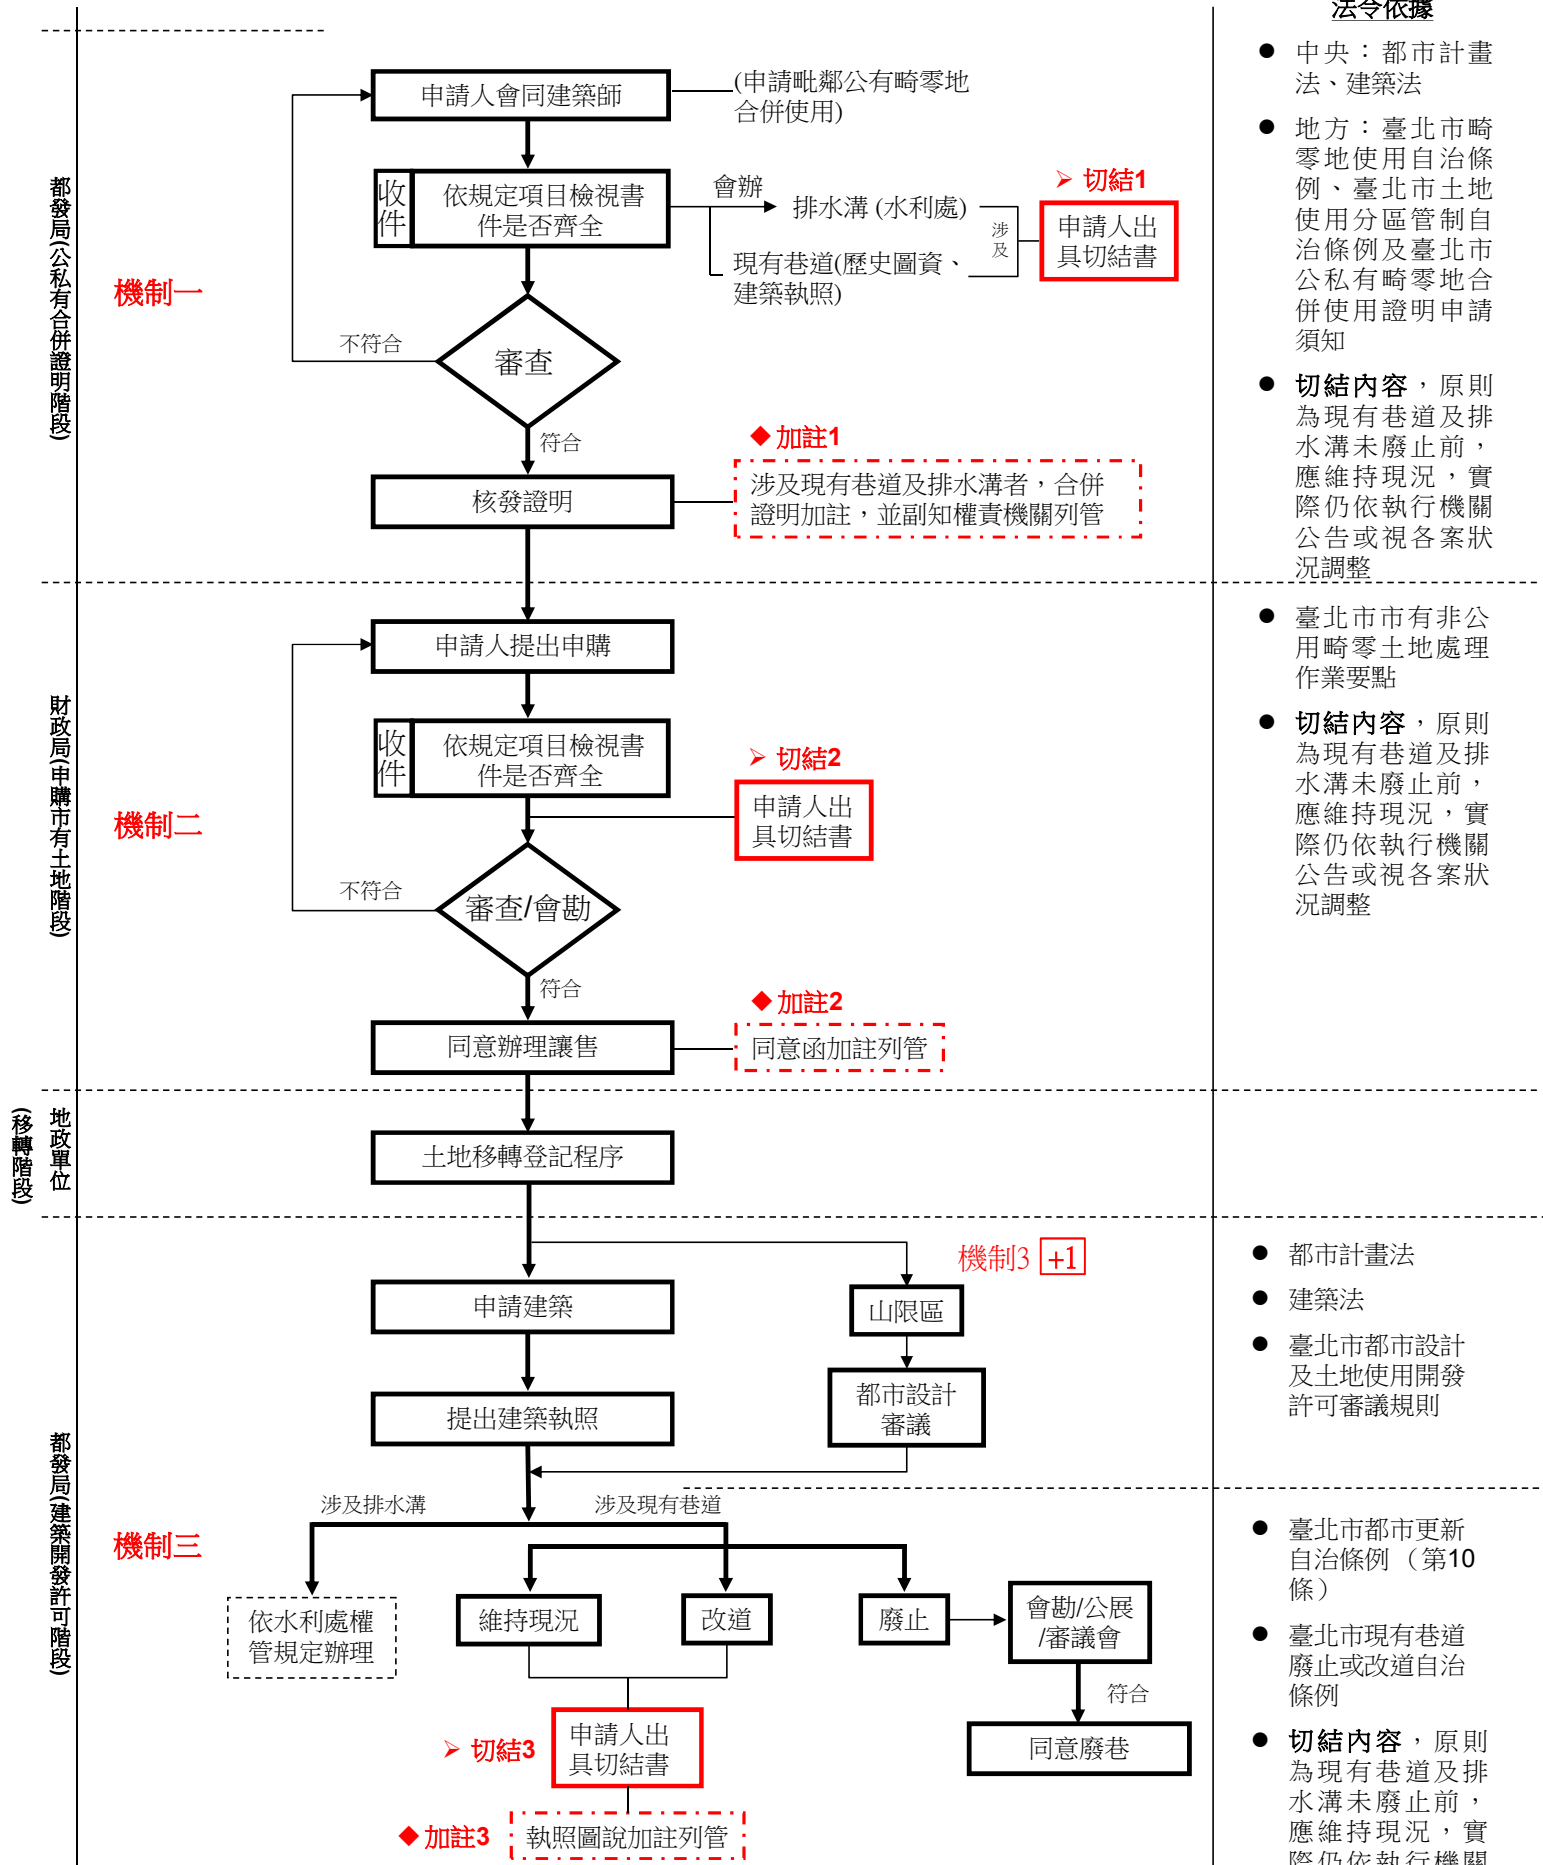 法令依據
都發局(公私有合併證明階段)
機制一
申請人會同建築師
(申請毗鄰公有畸零地
合併使用)
收
件
依規定項目檢視書
件是否齊全
會辦
排水溝 (水利處)
現有巷道(歷史圖資、
建築執照)
涉
及
➢ 切結1
申請人出
具切結書
審查
不符合
符合
核發證明
◆ 加註1
涉及現有巷道及排水溝者，合併
證明加註，並副知權責機關列管
● 中央：都市計畫
法、建築法
● 地方：臺北市畸
零地使用自治條
例、臺北市土地
使用分區管制自
治條例及臺北市
公私有畸零地合
併使用證明申請
須知
● 切結內容，原則
為現有巷道及排
水溝未廢止前，
應維持現況，實
際仍依執行機關
公告或視各案狀
況調整
財政局(申購市有土地階段)
機制二
申請人提出申購
收
件
依規定項目檢視書
件是否齊全
➢ 切結2
申請人出
具切結書
審查/會勘
不符合
符合
同意辦理讓售
◆ 加註2
同意函加註列管
● 臺北市市有非公
用畸零土地處理
作業要點
● 切結內容，原則
為現有巷道及排
水溝未廢止前，
應維持現況，實
際仍依執行機關
公告或視各案狀
況調整
地政單位
(移轉階段)
土地移轉登記程序
都發局(建築開發許可階段)
機制三
申請建築
提出建築執照
機制3 +1
山限區
都市設計
審議
涉及排水溝
涉及現有巷道
依水利處權
管規定辦理
維持現況
改道
廢止
會勘/公展
/審議會
符合
同意廢巷
➢ 切結3
申請人出
具切結書
◆ 加註3
執照圖說加註列管
● 都市計畫法
● 建築法
● 臺北市都市設計
及土地使用開發
許可審議規則
● 臺北市都市更新
自治條例 （第10
條）
● 臺北市現有巷道
廢止或改道自治
條例
● 切結內容，原則
為現有巷道及排
水溝未廢止前，
應維持現況，實
際仍依執行機關